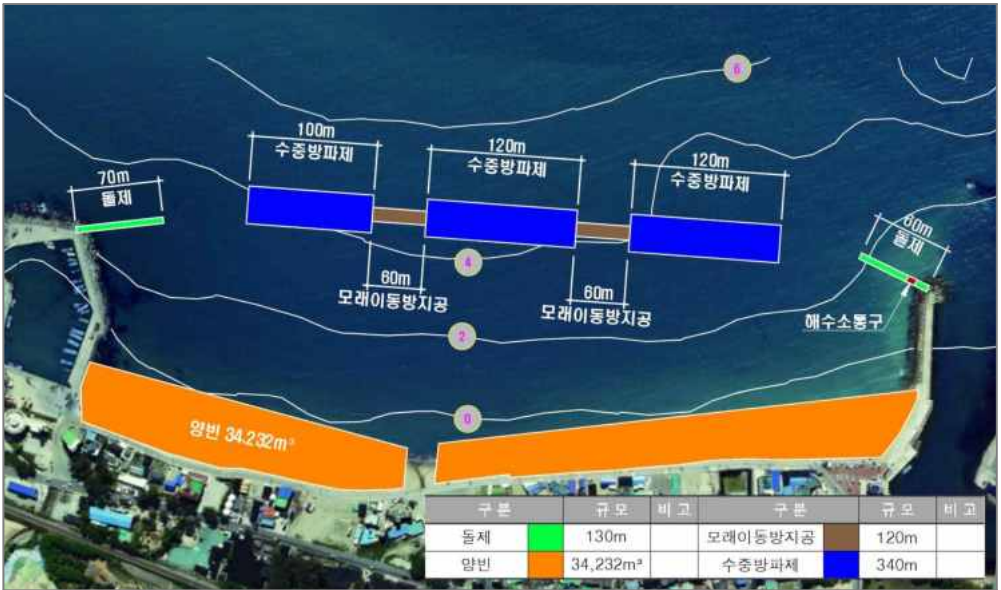 6
100m
수중방파제
120m
수중방파제
120m
수중방파제
70m
돌제
60m
돌제
4
60m
모래이동방지공
60m
모래이동방지공
해수소통구
2
0
양빈 34.232m³
구 분 규 모 비 고 구 분 규 모 비 고
돌제 130m 모래이동방지공 120m
양빈 34,232m³ 수중방파제 340m